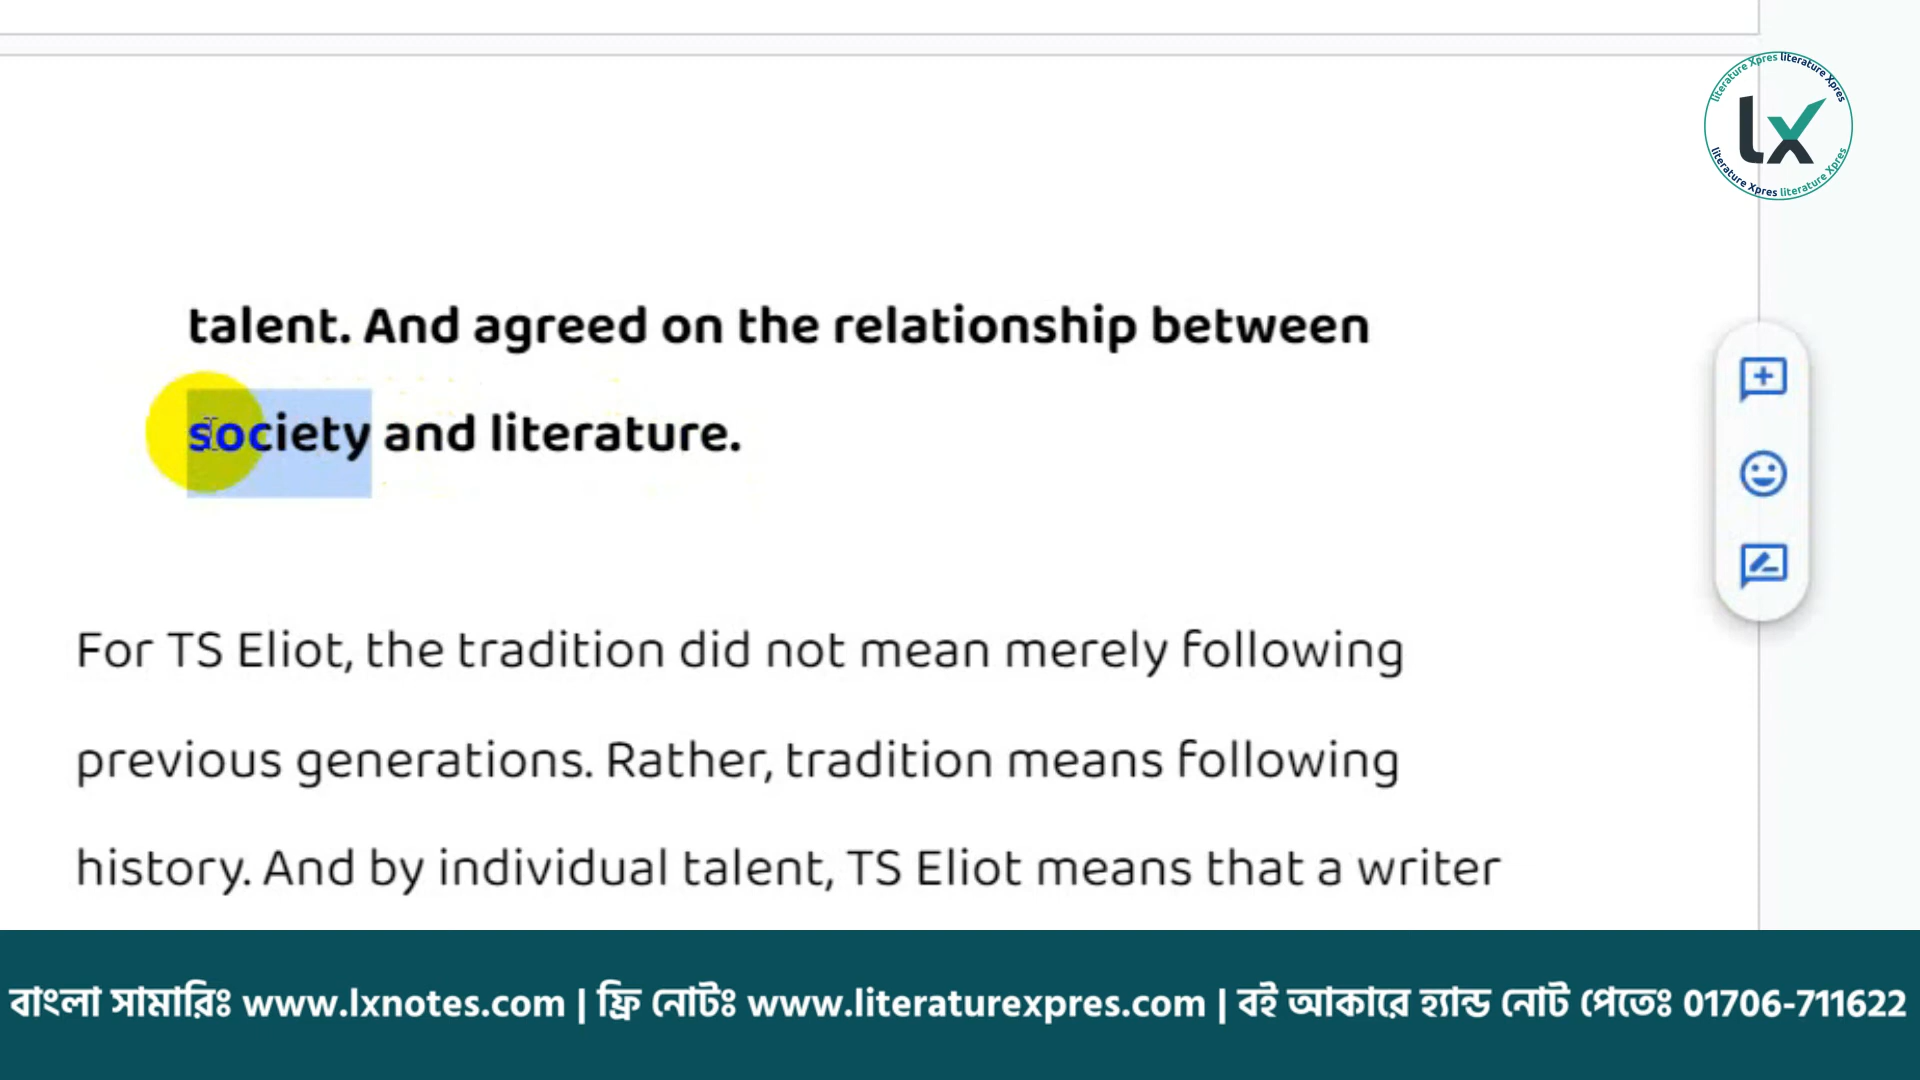 literature Xpres literature Xpres
lx
literature Xpres literature Xpres
talent. And agreed on the relationship between
society and literature.
For TS Eliot, the tradition did not mean merely following
previous generations. Rather, tradition means following
history. And by individual talent, TS Eliot means that a writer
বাংলা সামারিঃ www.lxnotes.com | ফ্রি নোটঃ www.literaturexpres.com | বই আকারে হ্যান্ড নোট পেতেঃ 01706-711622